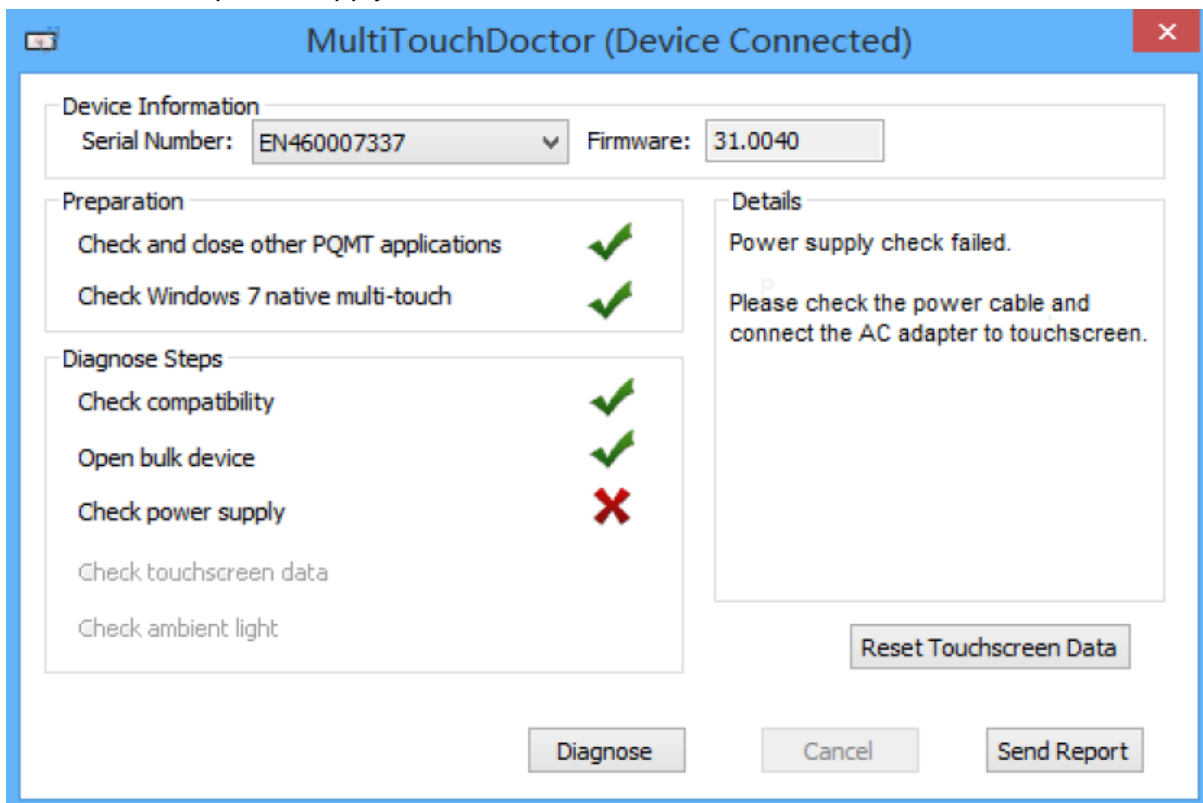 MultiTouchDoctor (Device Connected)
Device Information
Serial Number: EN460007337 Firmware: 31.0040
Preparation
Check and close other PQMT applications
Check Windows 7 native multi-touch
Diagnose Steps
Check compatibility
Open bulk device
Check power supply
Check touchscreen data
Check ambient light
Details
Power supply check failed.
Please check the power cable and
connect the AC adapter to touchscreen.
Reset Touchscreen Data
Diagnose Cancel Send Report